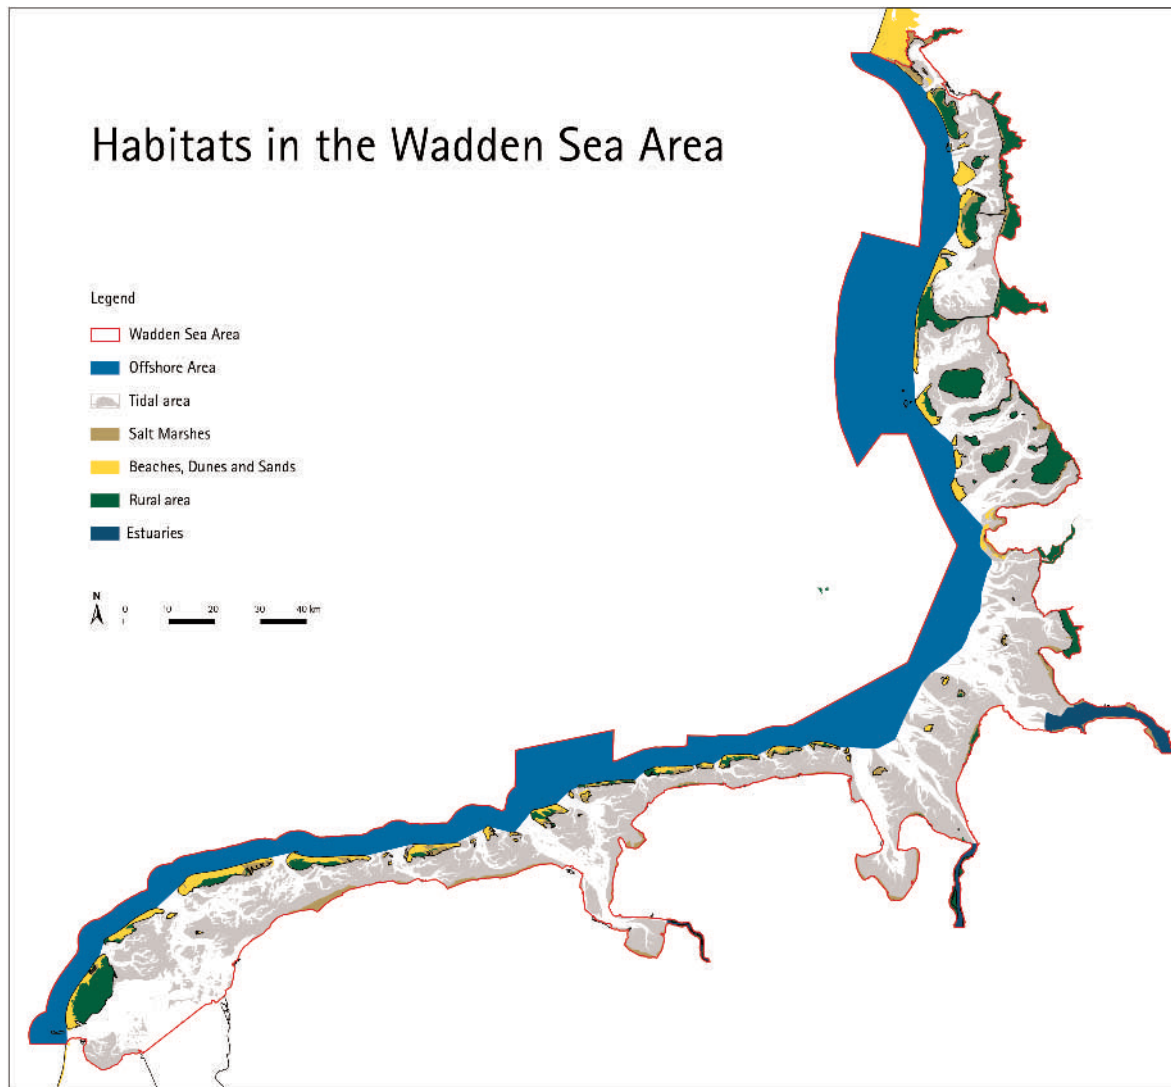 Habitats in the Wadden Sea Area
Legend
Wadden Sea Area
Offshore Area
Tidal area
Salt Marshes
Beaches, Dunes and Sands
Rural area
Estuaries
N
0 10 20 30 40 km